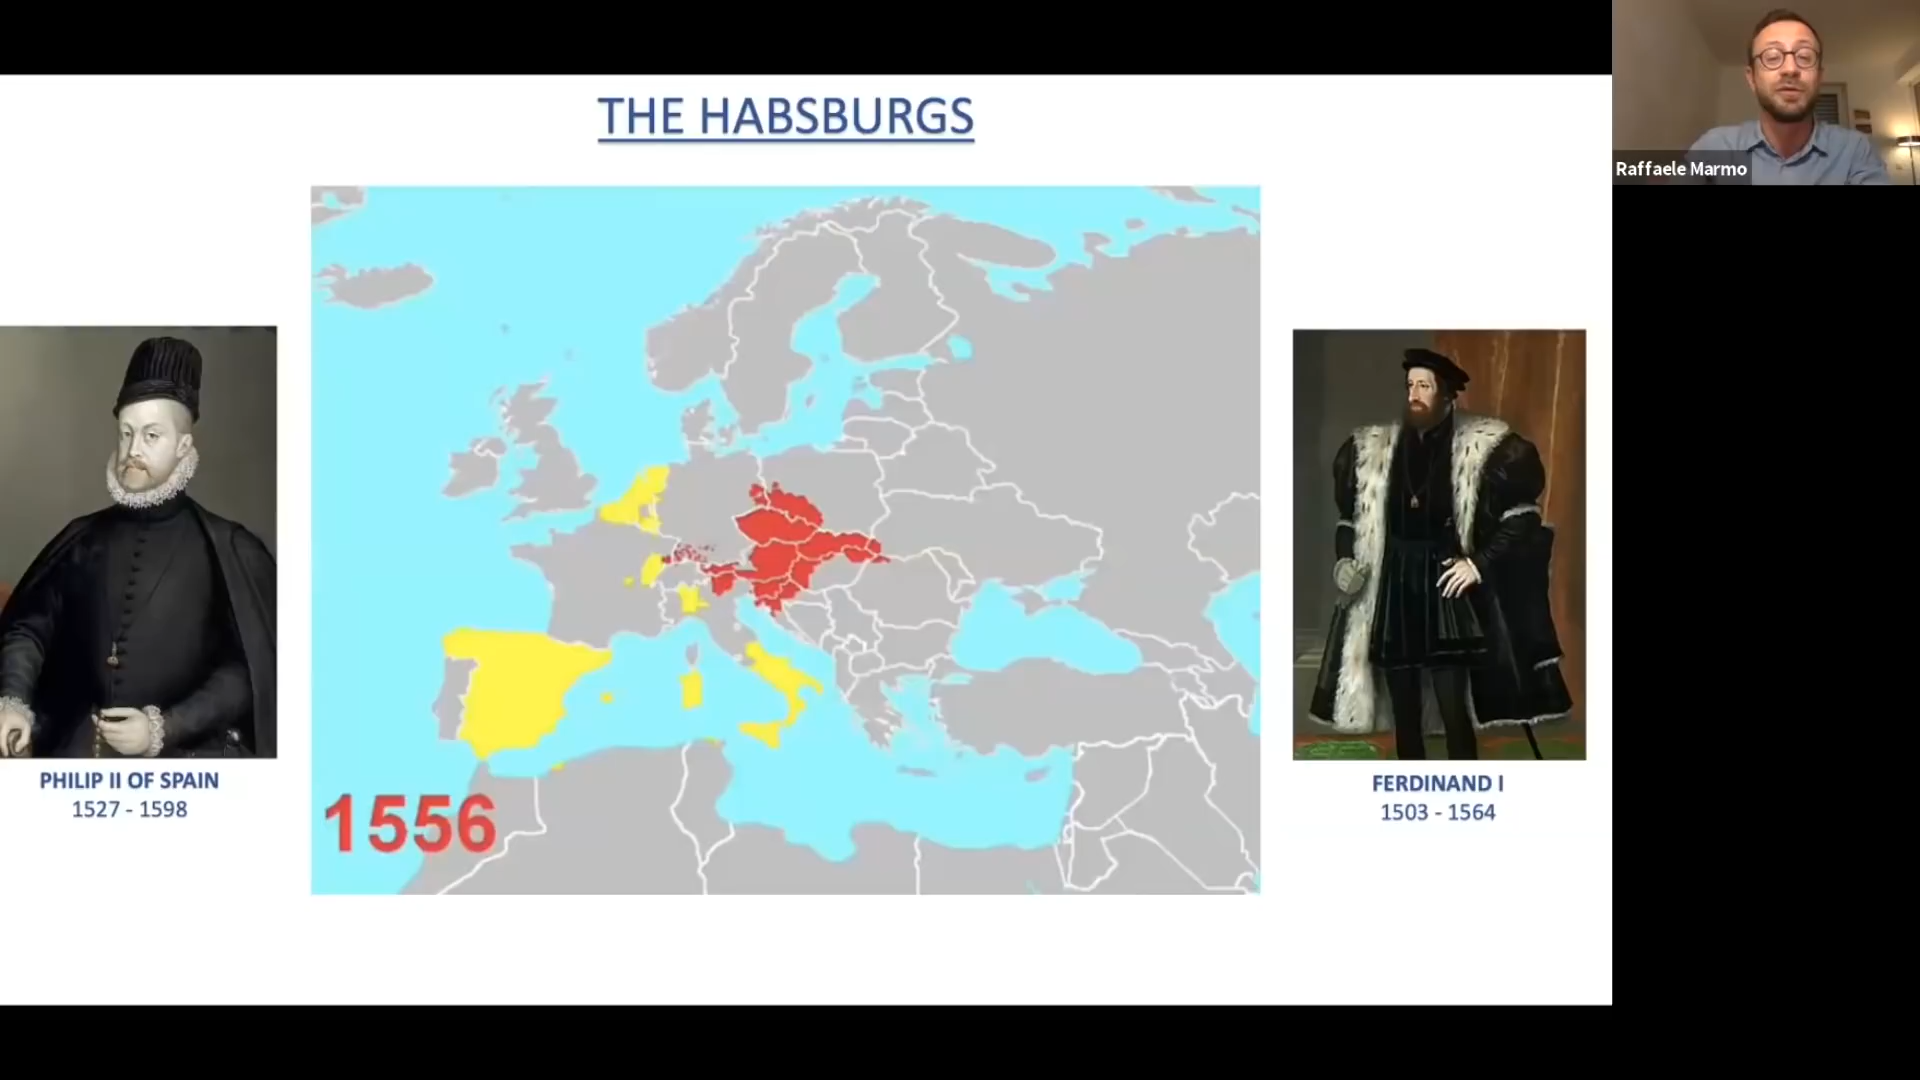 THE HABSBURGS
Raffaele Marmo
1556
PHILIP II OF SPAIN
1527 - 1598
FERDINAND I
1503 - 1564